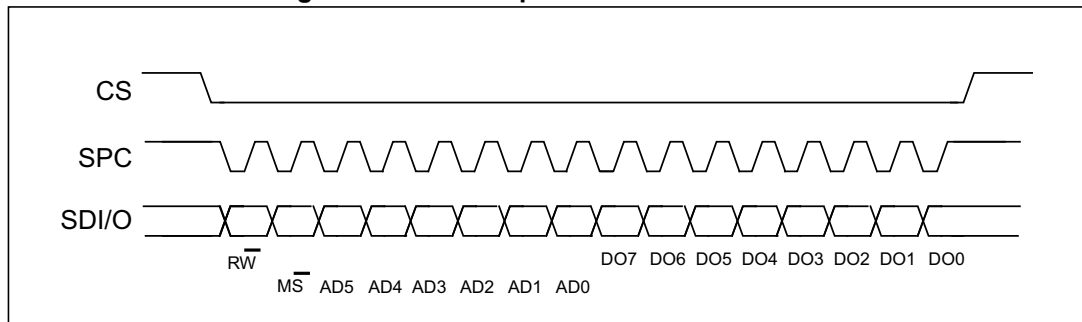 CS
SPC
SDI/O
RW̅
DO7 DO6 DO5 DO4 DO3 DO2 DO1 DO0
MS̅ AD5 AD4 AD3 AD2 AD1 AD0